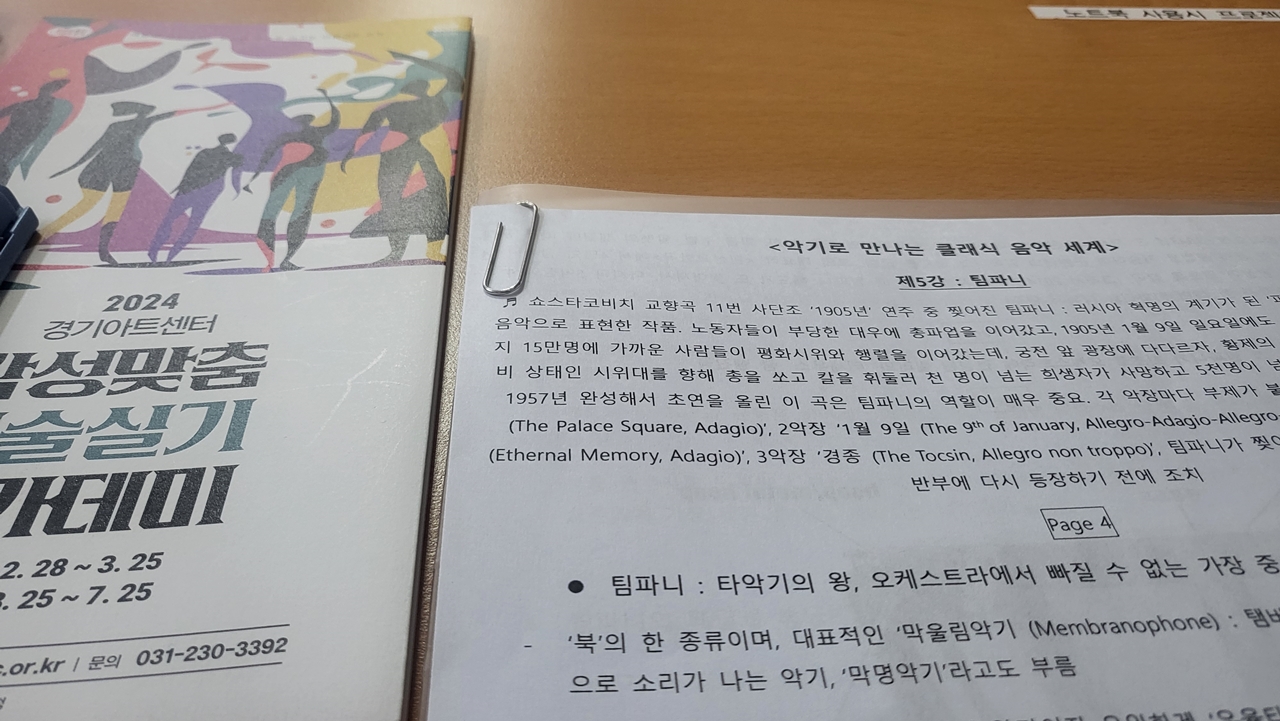 노트북 사용시 프로젝
2024
경기아트센터
감성맞춤
술실기
카데미
2. 28 ~ 3. 25
3. 25 ~ 7. 25
c.or.kr | 문의 031-230-3392
<악기로 만나는 클래식 음악 세계>
제5강 : 팀파니
♬ 쇼스타코비치 교향곡 11번 사단조 '1905년' 연주 중 찢어진 팀파니 : 러시아 혁명의 계기가 된
음악으로 표현한 작품. 노동자들이 부당한 대우에 총파업을 이어갔고, 1905년 1월 9일 일요일에도
지 15만명에 가까운 사람들이 평화시위와 행렬을 이어갔는데, 궁전 앞 광장에 다다르자, 황제의
비 상태인 시위대를 향해 총을 쏘고 칼을 휘둘러 천 명이 넘는 희생자가 사망하고 5천명이
1957년 완성해서 초연을 올린 이 곡은 팀파니의 역할이 매우 중요. 각 악장마다 부제가
(The Palace Square, Adagio)', 2악장 '1월 9일 (The 9th of January, Allegro-Adagio-Allegro
(Ethernal Memory, Adagio)', 3악장 '경종 (The Tocsin, Allegro non troppo)', 팀파니가
반부에 다시 등장하기 전에 조치
Page 4
● 팀파니 : 타악기의 왕, 오케스트라에서 빠질 수 없는 가장 중
- '북'의 한 종류이며, 대표적인 '막울림악기 (Membranophone) : 탬버
으로 소리가 나는 악기, '막명악기'라고도 부름